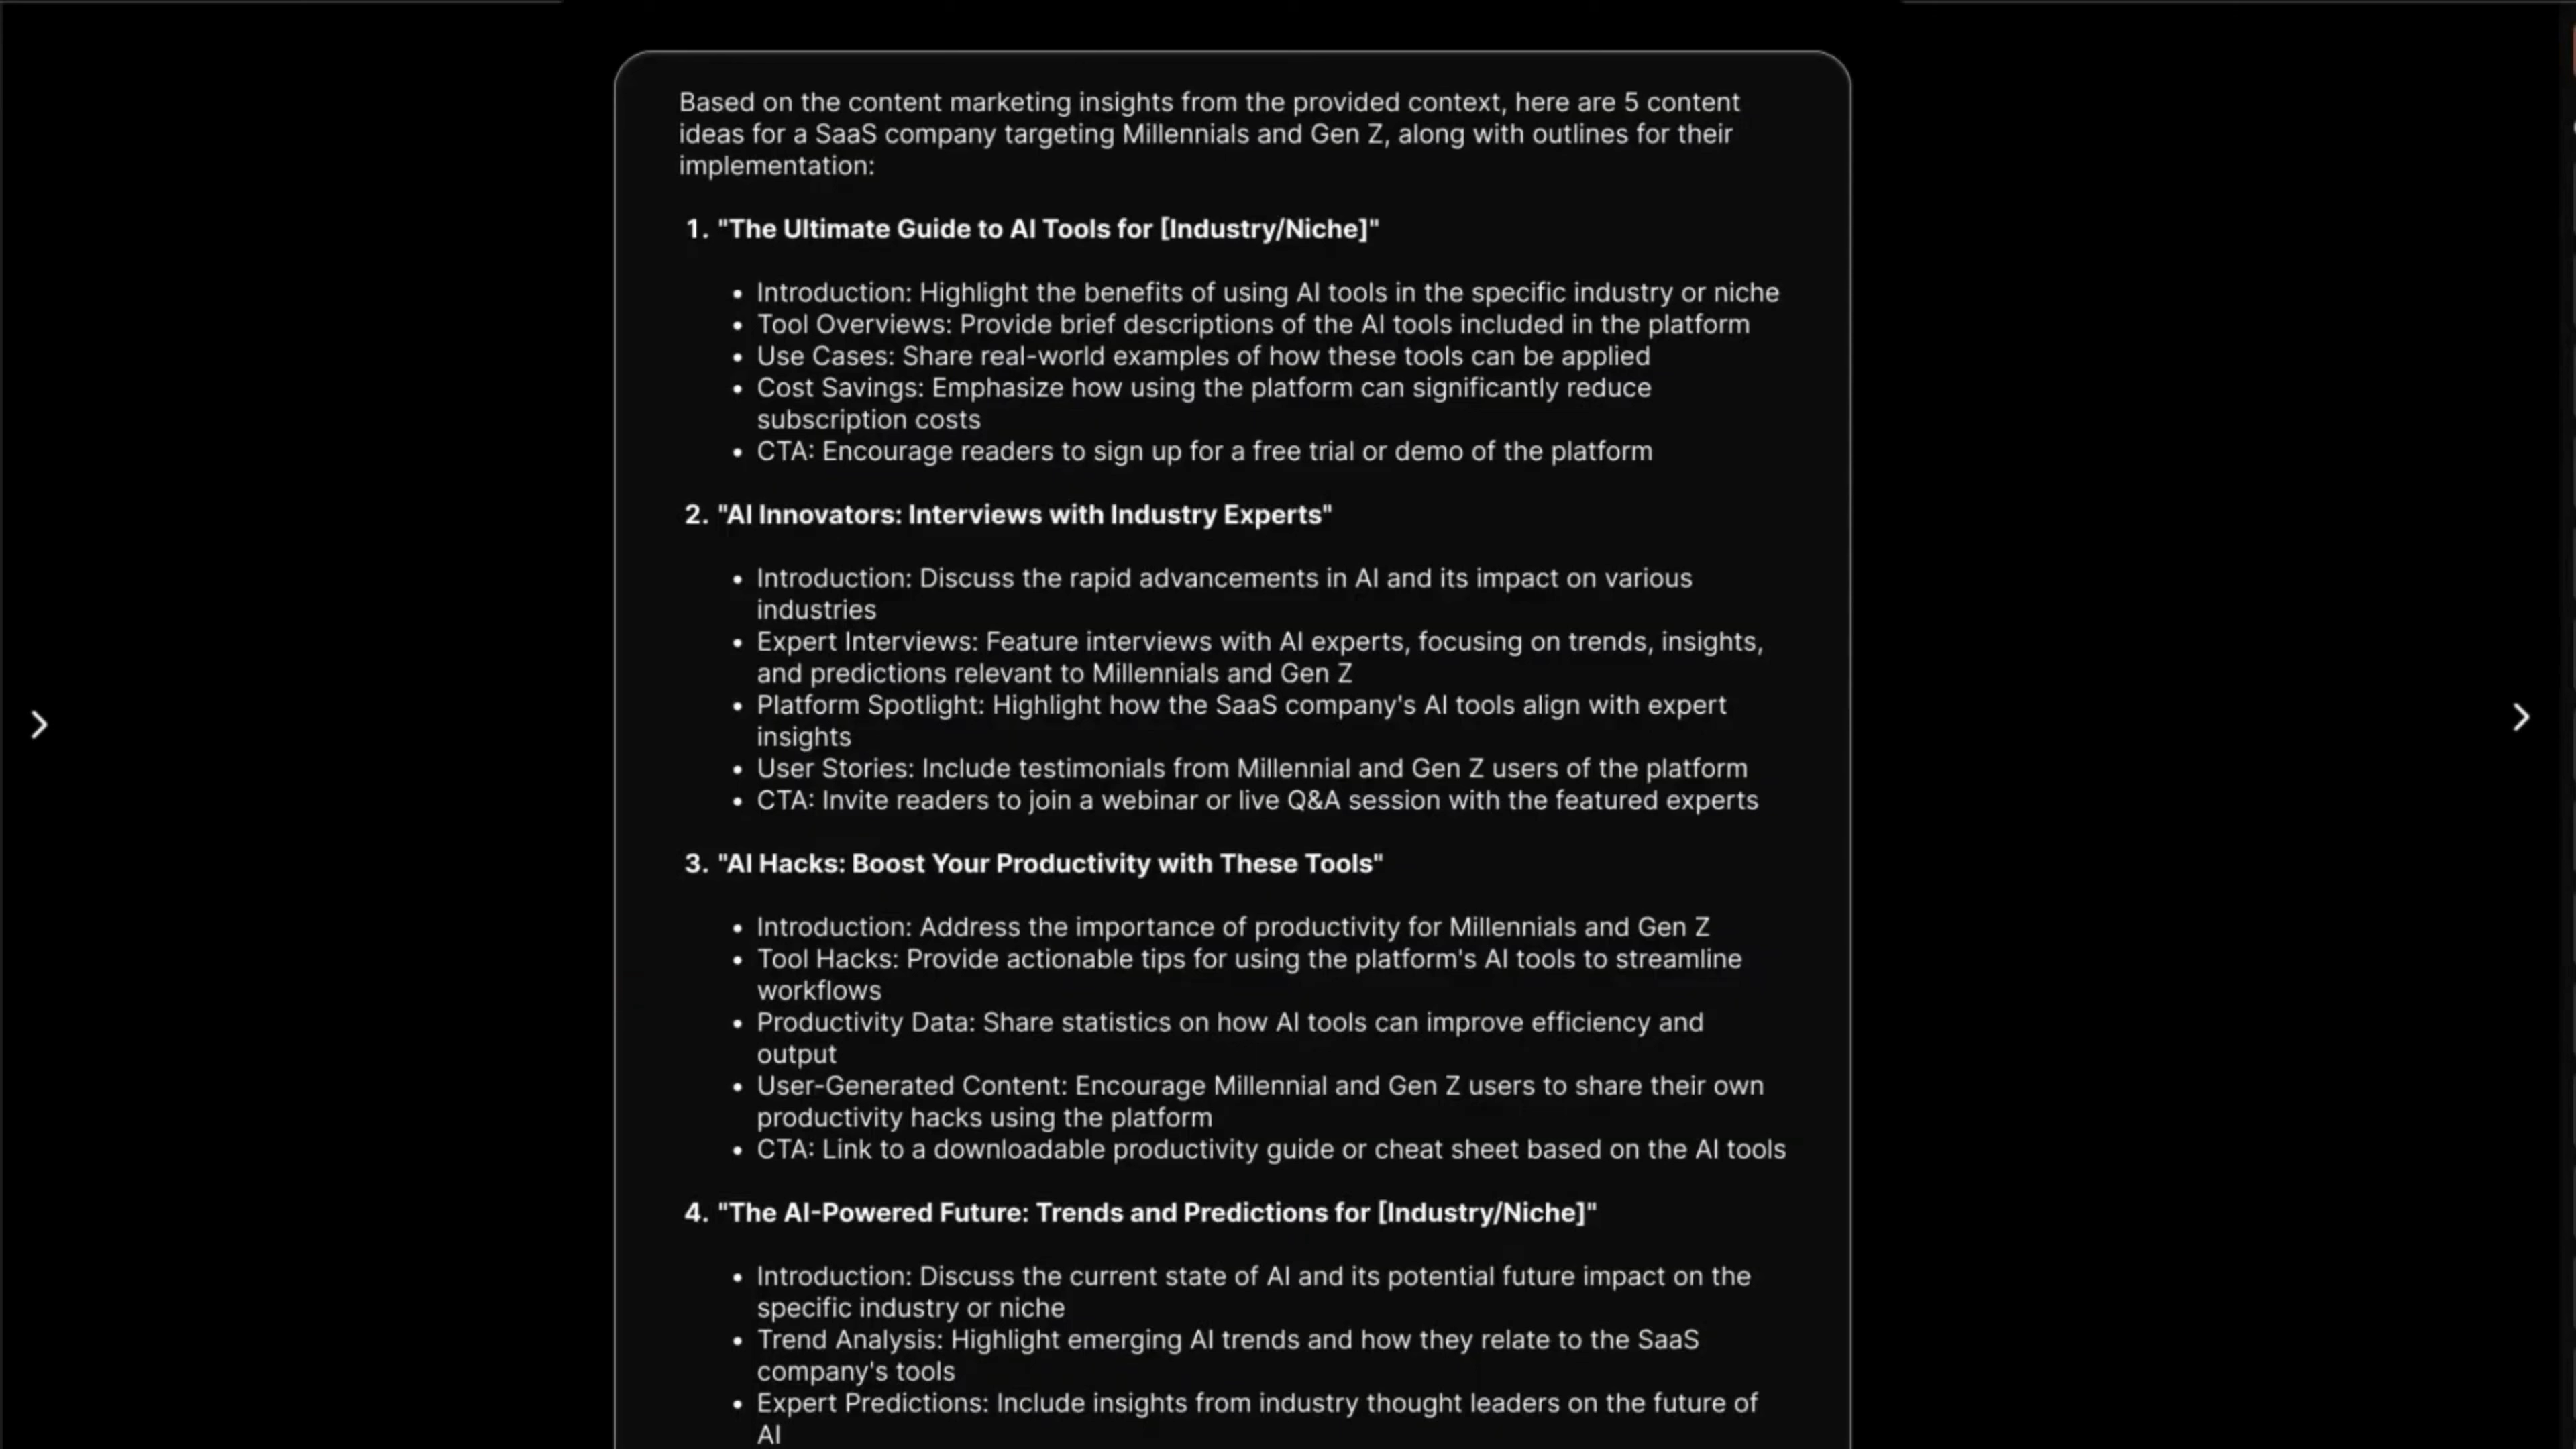 Based on the content marketing insights from the provided context, here are 5 content
ideas for a SaaS company targeting Millennials and Gen Z, along with outlines for their
implementation:
1. "The Ultimate Guide to AI Tools for [Industry/Niche]"
• Introduction: Highlight the benefits of using AI tools in the specific industry or niche
• Tool Overviews: Provide brief descriptions of the AI tools included in the platform
• Use Cases: Share real-world examples of how these tools can be applied
• Cost Savings: Emphasize how using the platform can significantly reduce
subscription costs
• CTA: Encourage readers to sign up for a free trial or demo of the platform
2. "AI Innovators: Interviews with Industry Experts"
• Introduction: Discuss the rapid advancements in AI and its impact on various
industries
• Expert Interviews: Feature interviews with AI experts, focusing on trends, insights,
and predictions relevant to Millennials and Gen Z
• Platform Spotlight: Highlight how the SaaS company's AI tools align with expert
insights
• User Stories: Include testimonials from Millennial and Gen Z users of the platform
• CTA: Invite readers to join a webinar or live Q&A session with the featured experts
3. "AI Hacks: Boost Your Productivity with These Tools"
• Introduction: Address the importance of productivity for Millennials and Gen Z
• Tool Hacks: Provide actionable tips for using the platform's AI tools to streamline
workflows
• Productivity Data: Share statistics on how AI tools can improve efficiency and
output
• User-Generated Content: Encourage Millennial and Gen Z users to share their own
productivity hacks using the platform
• CTA: Link to a downloadable productivity guide or cheat sheet based on the AI tools
4. "The AI-Powered Future: Trends and Predictions for [Industry/Niche]"
• Introduction: Discuss the current state of AI and its potential future impact on the
specific industry or niche
• Trend Analysis: Highlight emerging AI trends and how they relate to the SaaS
company's tools
• Expert Predictions: Include insights from industry thought leaders on the future of
AI